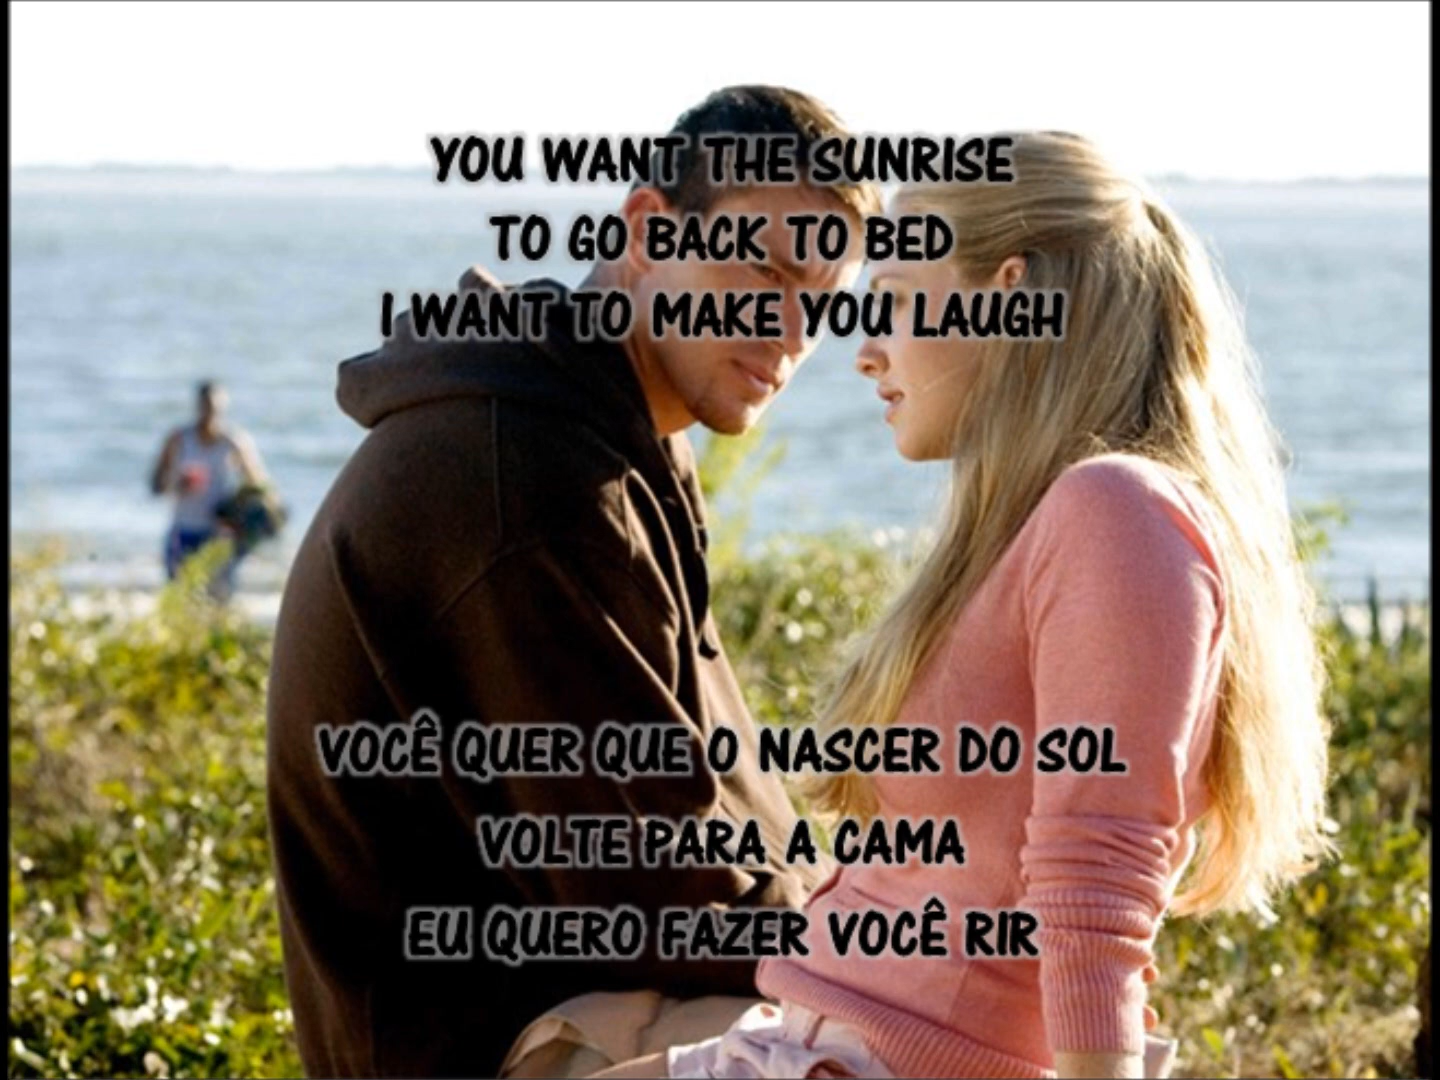 YOU WANT THE SUNRISE
TO GO BACK TO BED
I WANT TO MAKE YOU LAUGH
VOCÊ QUER QUE O NASCER DO SOL
VOLTE PARA A CAMA
EU QUERO FAZER VOCÊ RIR